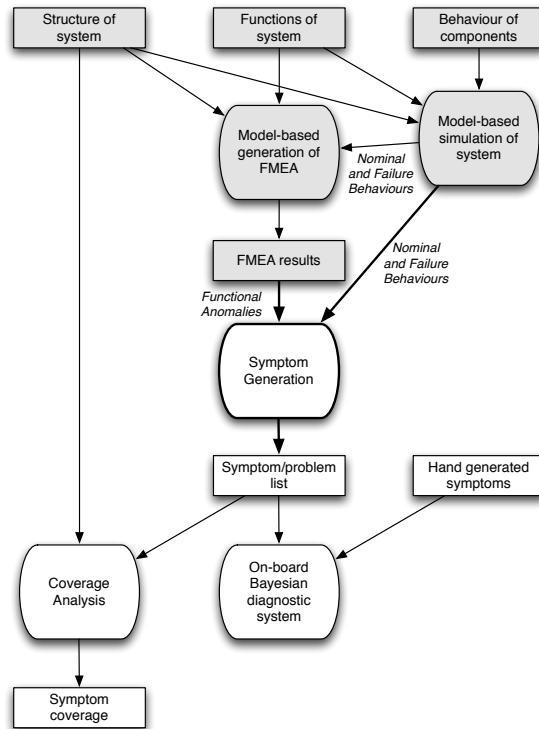 Structure of
system
Functions of
system
Behaviour of
components
Model-based
generation of
FMEA
Model-based
simulation of
system
Nominal
and Failure
Behaviours
FMEA results
Nominal
and Failure
Behaviours
Functional
Anomalies
Symptom
Generation
Symptom/problem
list
Hand generated
symptoms
Coverage
Analysis
On-board
Bayesian
diagnostic
system
Symptom
coverage